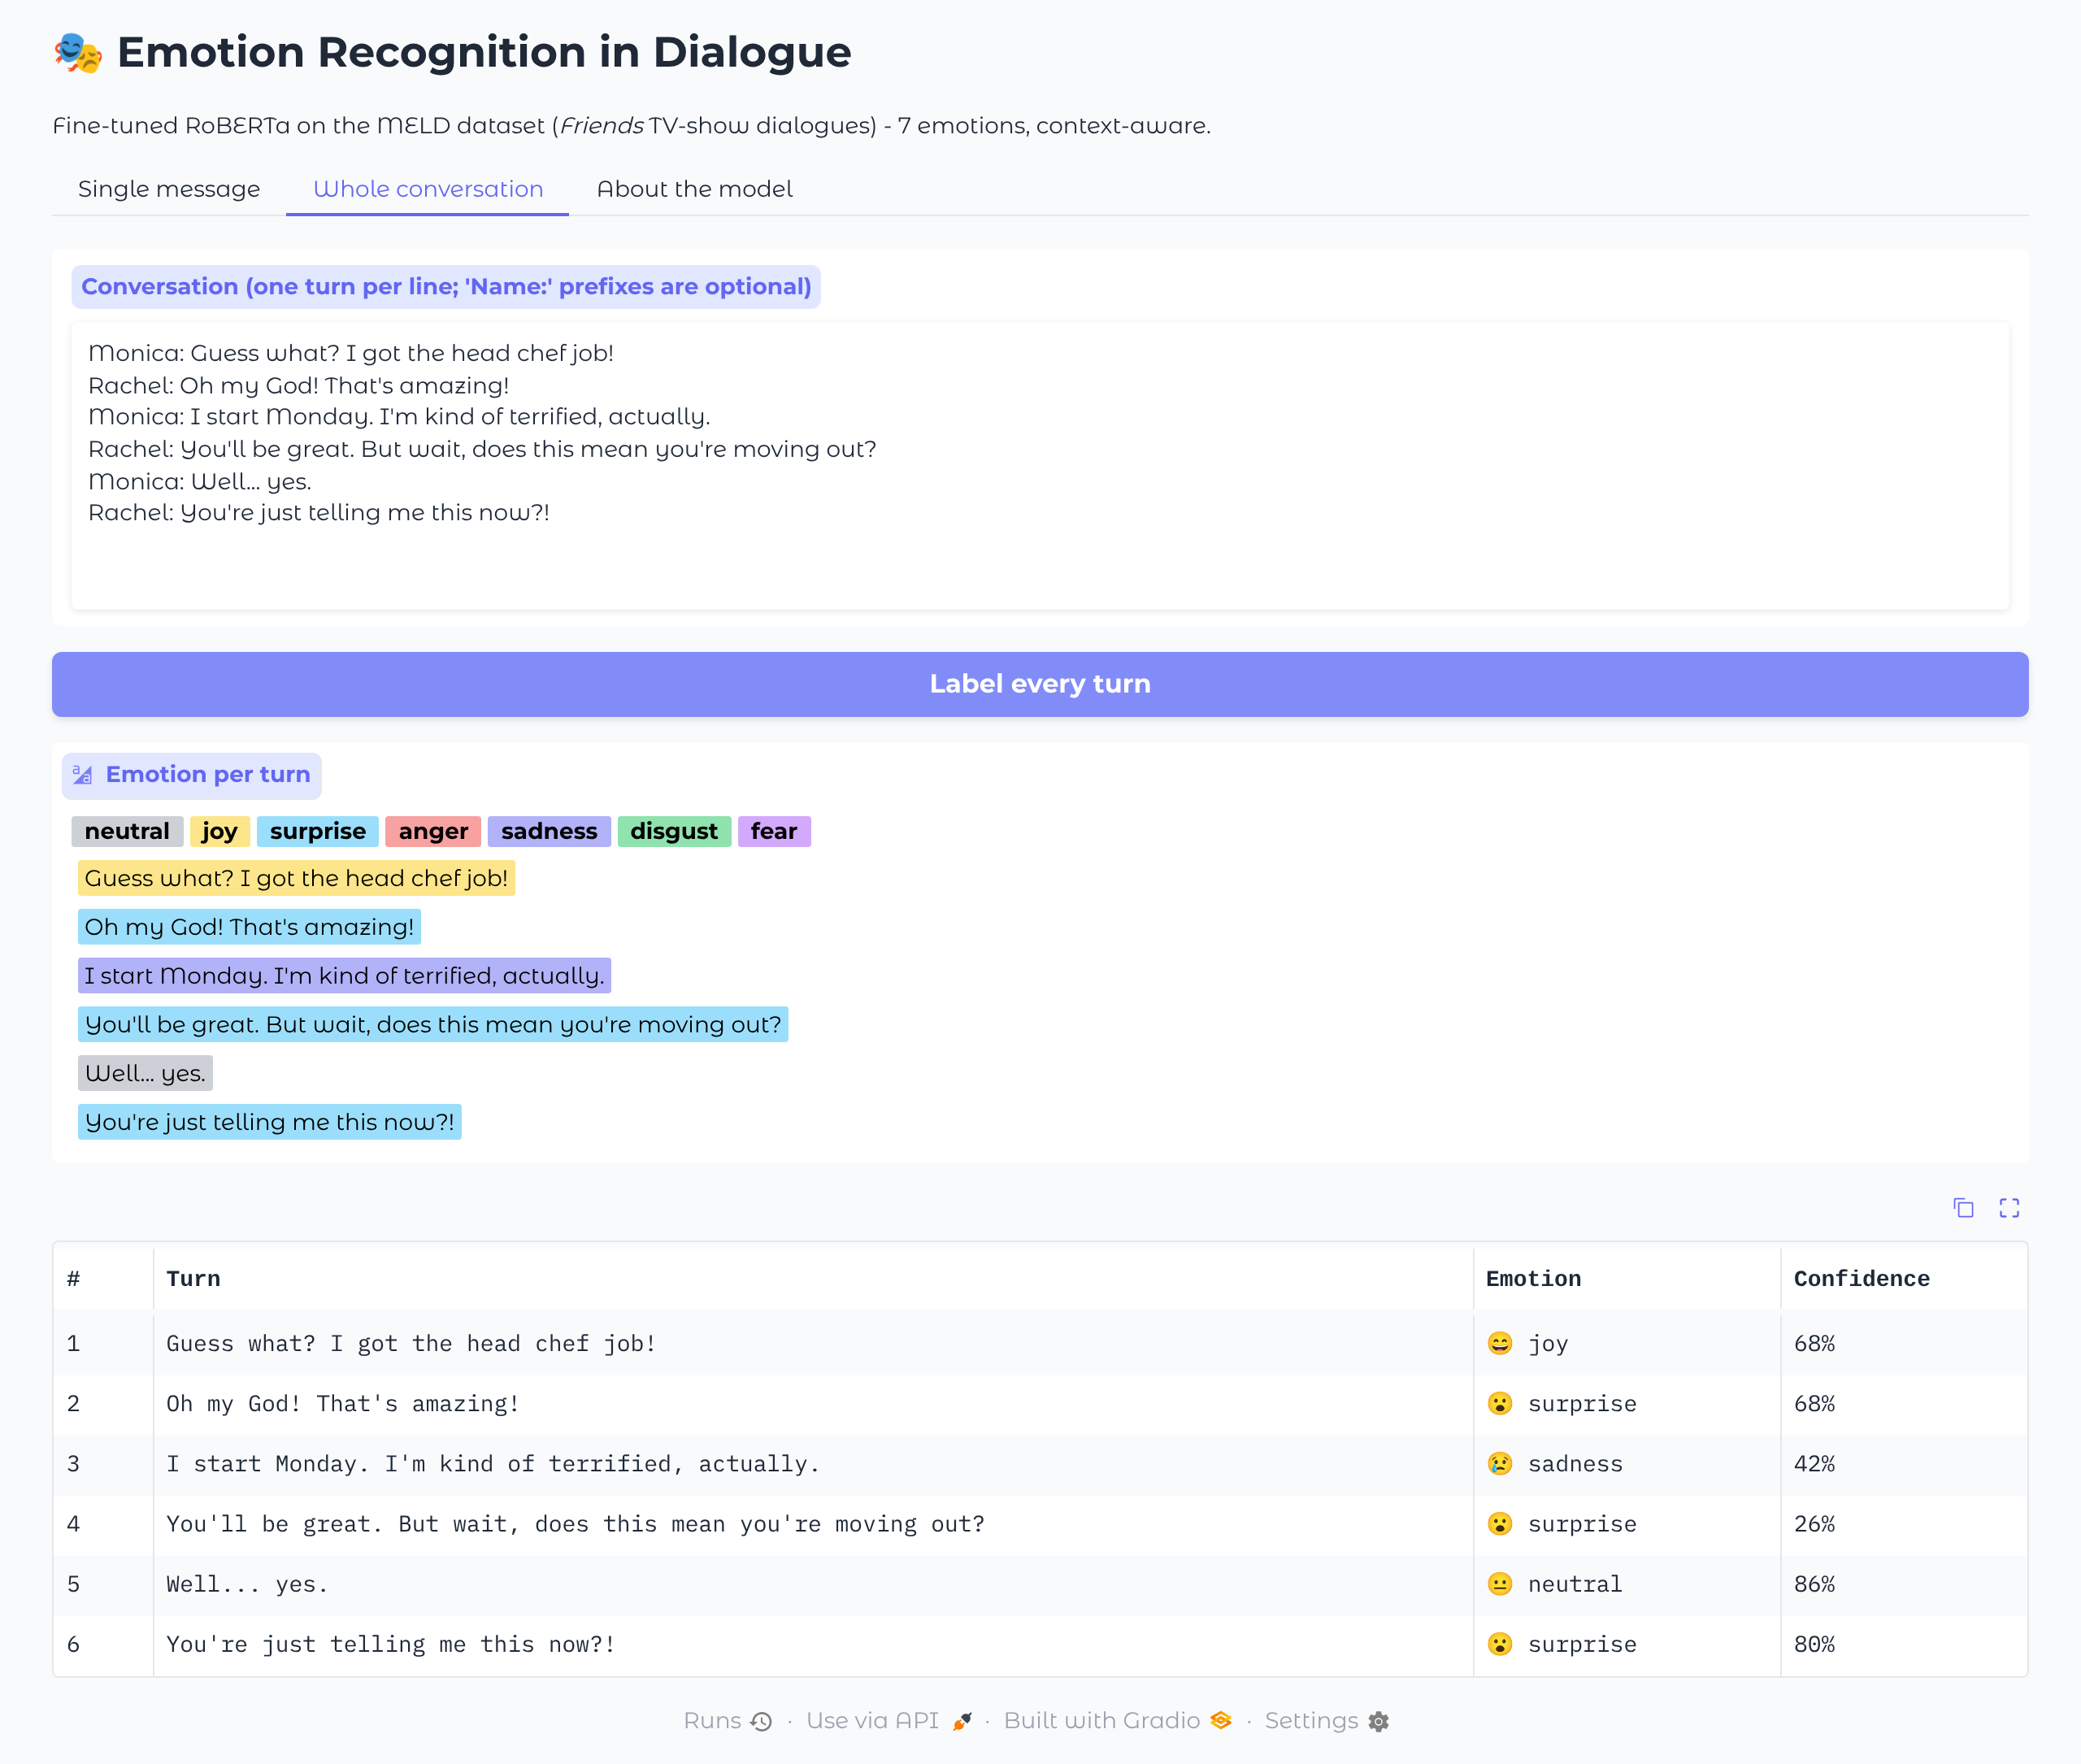 🎭 Emotion Recognition in Dialogue
Fine-tuned RoBERTa on the MELD dataset (Friends TV-show dialogues) - 7 emotions, context-aware.
Single message Whole conversation About the model
Conversation (one turn per line; 'Name:' prefixes are optional)
Monica: Guess what? I got the head chef job!
Rachel: Oh my God! That's amazing!
Monica: I start Monday. I'm kind of terrified, actually.
Rachel: You'll be great. But wait, does this mean you're moving out?
Monica: Well... yes.
Rachel: You're just telling me this now?!
Label every turn
Emotion per turn
neutral joy surprise anger sadness disgust fear
Guess what? I got the head chef job!
Oh my God! That's amazing!
I start Monday. I'm kind of terrified, actually.
You'll be great. But wait, does this mean you're moving out?
Well... yes.
You're just telling me this now?!
# Turn Emotion Confidence
1 Guess what? I got the head chef job! 😄 joy 68%
2 Oh my God! That's amazing! 😮 surprise 68%
3 I start Monday. I'm kind of terrified, actually. 😢 sadness 42%
4 You'll be great. But wait, does this mean you're moving out? 😮 surprise 26%
5 Well... yes. 😐 neutral 86%
6 You're just telling me this now?! 😮 surprise 80%
Runs · Use via API · Built with Gradio · Settings